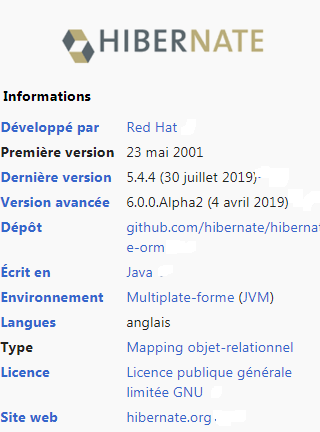 HIBERNATE
Informations
Développé par Red Hat
Première version 23 mai 2001
Dernière version 5.4.4 (30 juillet 2019)
Version avancée 6.0.0.Alpha2 (4 avril 2019)
Dépôt github.com/hibernate/hibernat
e-orm
Écrit en Java
Environnement Multiplate-forme (JVM)
Langues anglais
Type Mapping objet-relationnel
Licence Licence publique générale
limitée GNU
Site web hibernate.org